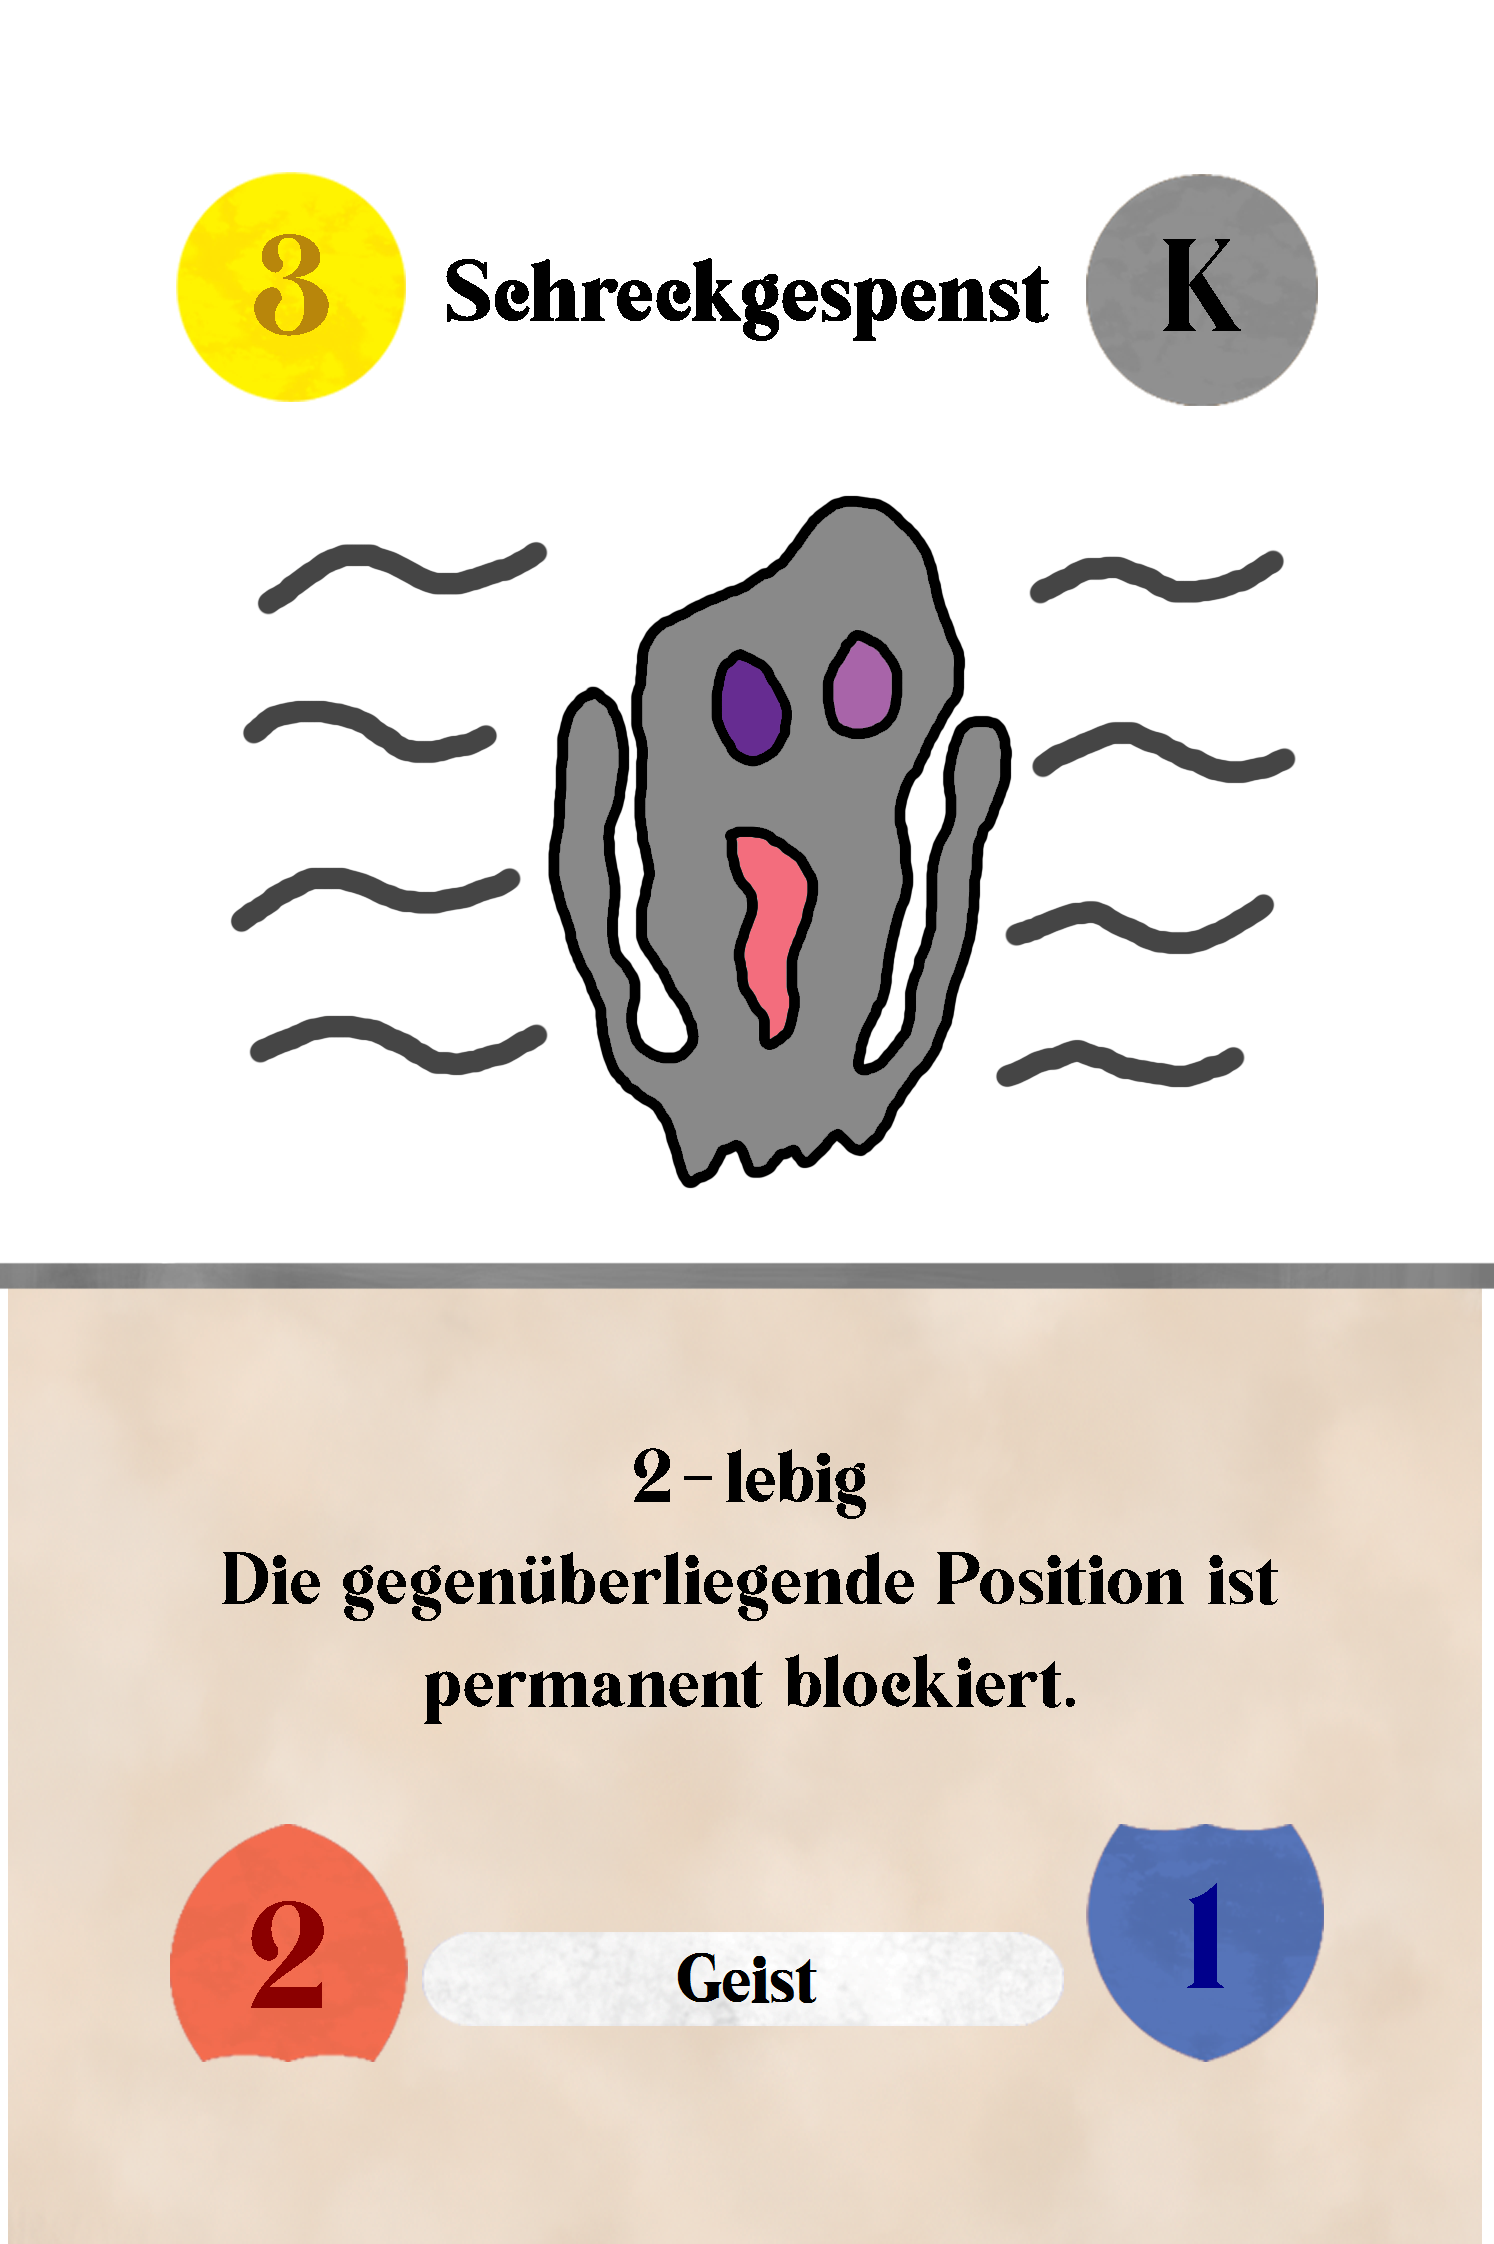 3 Schreckgespenst K
2 – lebig
Die gegenüberliegende Position ist
permanent blockiert.
2 Geist 1